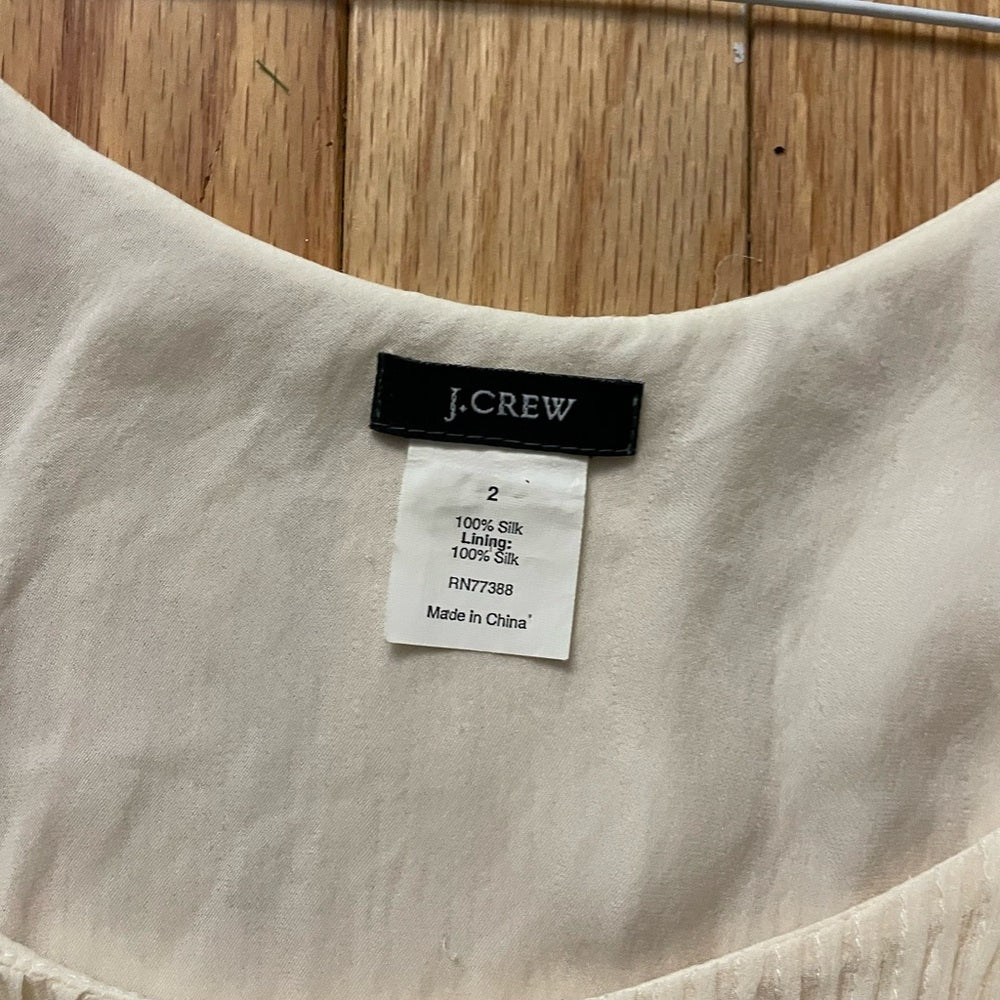 J.CREW
2
100% Silk
Lining:
100% Silk
RN77388
Made in China